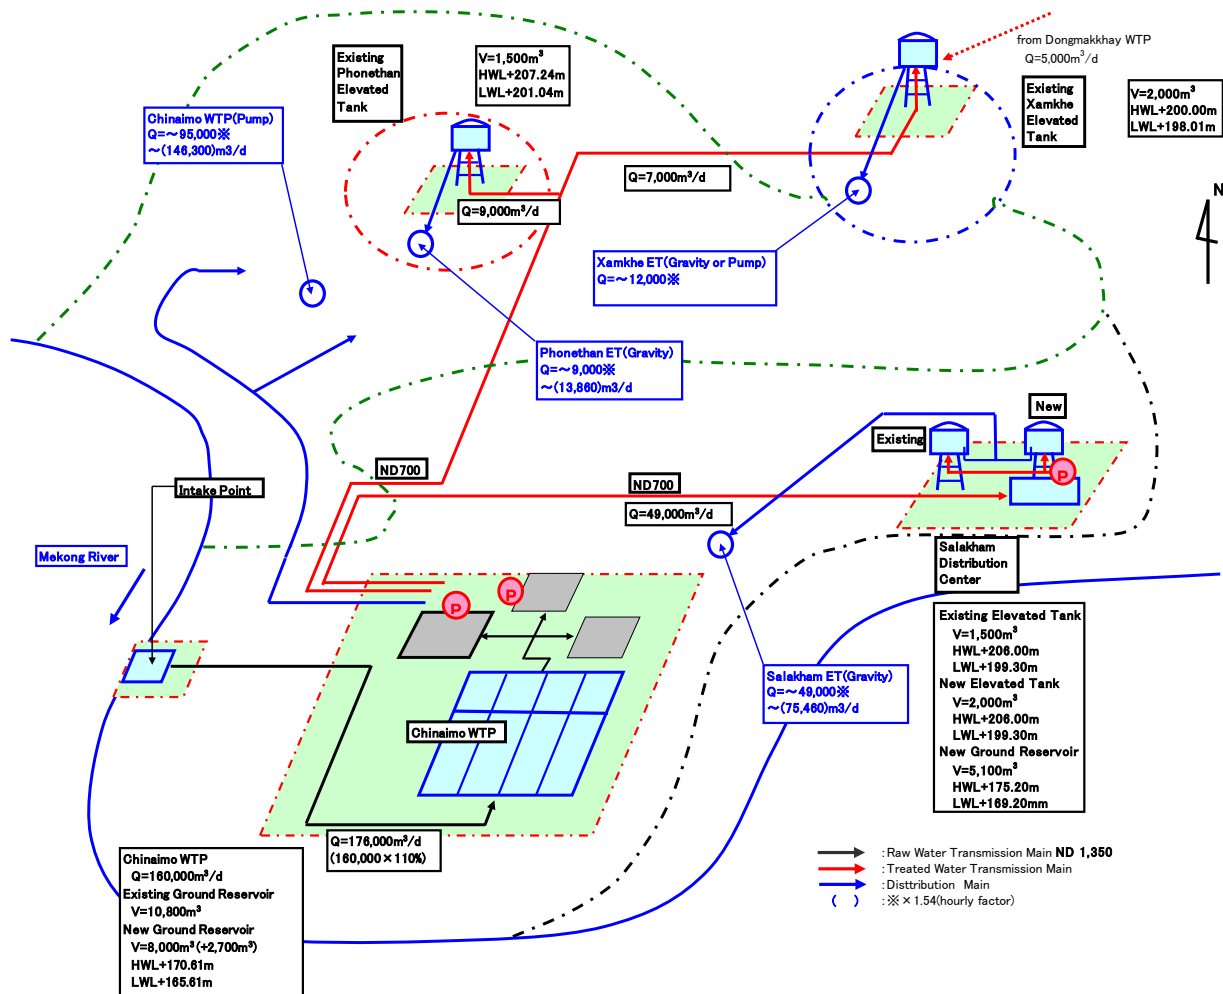 Existing
Phonethan
Elevated
Tank
V=1,500m³
HWL+207.24m
LWL+201.04m
from Dongmakkhay WTP
Q=5,000m³/d
Existing
Xamkhe
Elevated
Tank
V=2,000m³
HWL+200.00m
LWL+198.01m
Chinaimo WTP(Pump)
Q=~95,000※
~(146,300)m3/d
Q=7,000m³/d
Q=9,000m³/d
N
Xamkhe ET(Gravity or Pump)
Q=~12,000※
Phonethan ET(Gravity)
Q=~9,000※
~(13,860)m3/d
New
Existing
P
ND700
ND700
Q=49,000m³/d
Intake Point
Mekong River
Salakham
Distribution
Center
P
P
Existing Elevated Tank
V=1,500m³
HWL+206.00m
LWL+199.30m
New Elevated Tank
V=2,000m³
HWL+206.00m
LWL+199.30m
New Ground Reservoir
V=5,100m³
HWL+175.20m
LWL+169.20mm
Salakham ET(Gravity)
Q=~49,000※
~(75,460)m3/d
Chinaimo WTP
Q=176,000m³/d
(160,000×110%)
Chinaimo WTP
Q=160,000m³/d
Existing Ground Reservoir
V=10,800m³
New Ground Reservoir
V=8,000m³(+2,700m³)
HWL+170.61m
LWL+165.61m
: Raw Water Transmission Main ND 1,350
: Treated Water Transmission Main
: Disttribution Main
( ) : ※×1.54(hourly factor)